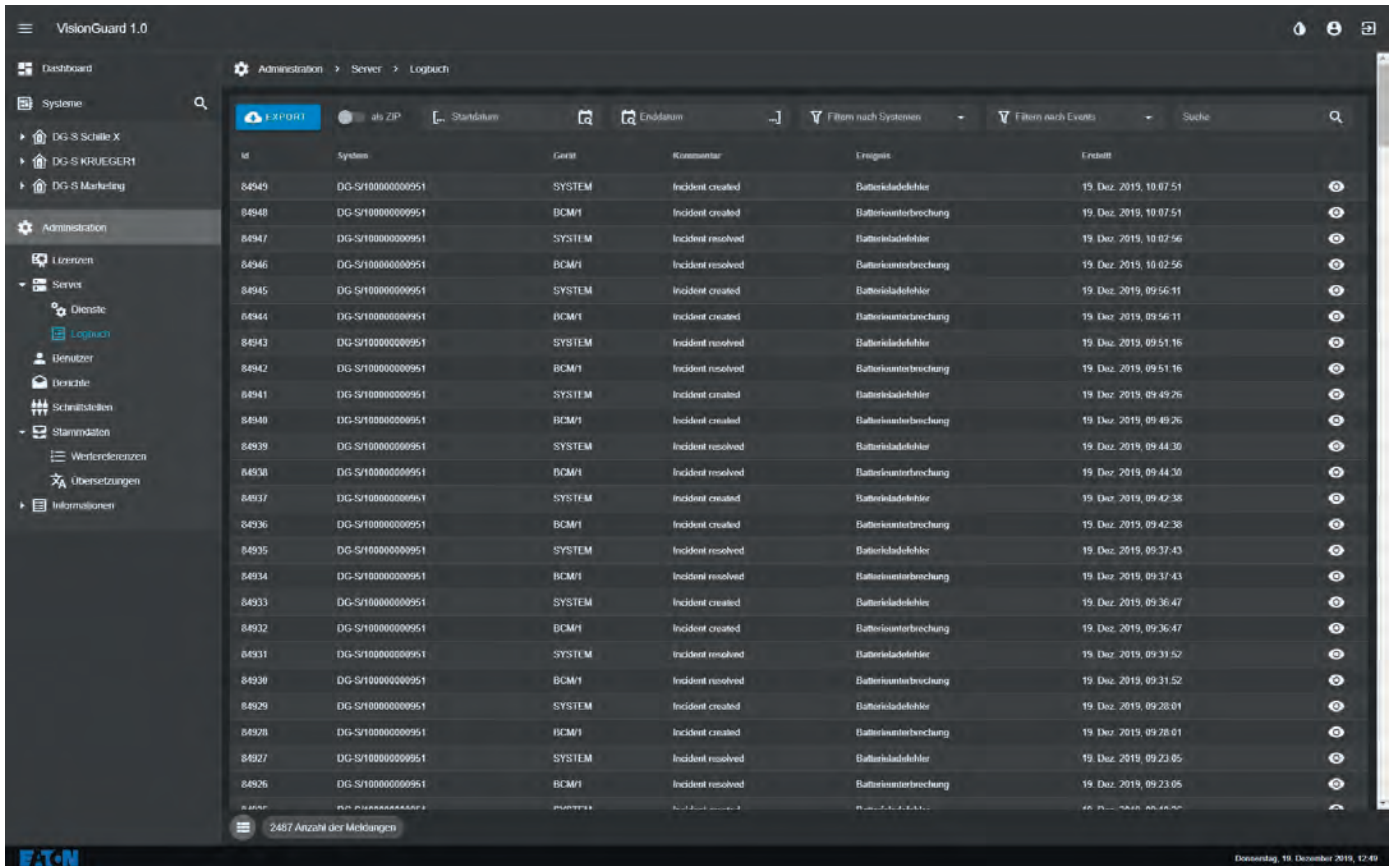 VisionGuard 1.0
Dashboard
Systeme
DG-S Schille X
DG-S KRUEGER1
DG-S Marketing
Administration
Lizenzen
Server
Dienste
Logbuch
Benutzer
Berichte
Schnittstellen
Stammdaten
Wertereferenzen
Übersetzungen
Informationen
Administration > Server > Logbuch
EXPORT als ZIP [... Startdatum Enddatum ...] Filtern nach Systemen Filtern nach Events Suche
Id System Gerät Kommentar Ereignis Erstellt
84949 DG-S/100000000951 SYSTEM Incident created Batterieladefehler 19. Dez. 2019, 10:07:51
84948 DG-S/100000000951 BCM/1 Incident created Batterieunterbrechung 19. Dez. 2019, 10:07:51
84947 DG-S/100000000951 SYSTEM Incident resolved Batterieladefehler 19. Dez. 2019, 10:02:56
84946 DG-S/100000000951 BCM/1 Incident resolved Batterieunterbrechung 19. Dez. 2019, 10:02:56
84945 DG-S/100000000951 SYSTEM Incident created Batterieladefehler 19. Dez. 2019, 09:56:11
84944 DG-S/100000000951 BCM/1 Incident created Batterieunterbrechung 19. Dez. 2019, 09:56:11
84943 DG-S/100000000951 SYSTEM Incident resolved Batterieladefehler 19. Dez. 2019, 09:51:16
84942 DG-S/100000000951 BCM/1 Incident resolved Batterieunterbrechung 19. Dez. 2019, 09:51:16
84941 DG-S/100000000951 SYSTEM Incident created Batterieladefehler 19. Dez. 2019, 09:49:26
84940 DG-S/100000000951 BCM/1 Incident created Batterieunterbrechung 19. Dez. 2019, 09:49:26
84939 DG-S/100000000951 SYSTEM Incident resolved Batterieladefehler 19. Dez. 2019, 09:44:30
84938 DG-S/100000000951 BCM/1 Incident resolved Batterieunterbrechung 19. Dez. 2019, 09:44:30
84937 DG-S/100000000951 SYSTEM Incident created Batterieladefehler 19. Dez. 2019, 09:42:38
84936 DG-S/100000000951 BCM/1 Incident created Batterieunterbrechung 19. Dez. 2019, 09:42:38
84935 DG-S/100000000951 SYSTEM Incident resolved Batterieladefehler 19. Dez. 2019, 09:37:43
84934 DG-S/100000000951 BCM/1 Incident resolved Batterieunterbrechung 19. Dez. 2019, 09:37:43
84933 DG-S/100000000951 SYSTEM Incident created Batterieladefehler 19. Dez. 2019, 09:36:47
84932 DG-S/100000000951 BCM/1 Incident created Batterieunterbrechung 19. Dez. 2019, 09:36:47
84931 DG-S/100000000951 SYSTEM Incident resolved Batterieladefehler 19. Dez. 2019, 09:31:52
84930 DG-S/100000000951 BCM/1 Incident resolved Batterieunterbrechung 19. Dez. 2019, 09:31:52
84929 DG-S/100000000951 SYSTEM Incident created Batterieladefehler 19. Dez. 2019, 09:28:01
84928 DG-S/100000000951 BCM/1 Incident created Batterieunterbrechung 19. Dez. 2019, 09:28:01
84927 DG-S/100000000951 SYSTEM Incident resolved Batterieladefehler 19. Dez. 2019, 09:23:05
84926 DG-S/100000000951 BCM/1 Incident resolved Batterieunterbrechung 19. Dez. 2019, 09:23:05
2487 Anzahl der Meldungen
EATON
Donnerstag, 19. Dezember 2019, 12:49